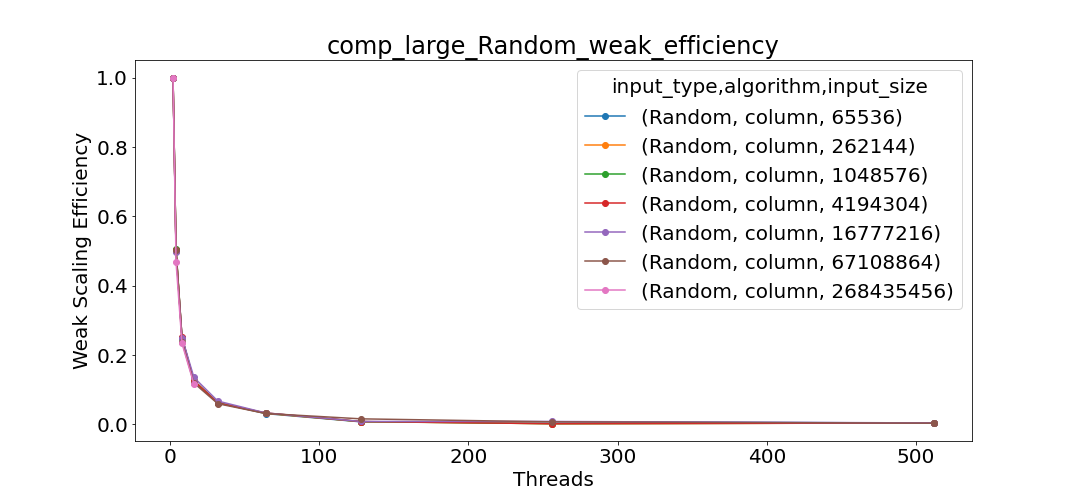 comp_large_Random_weak_efficiency
Weak Scaling Efficiency
1.0
0.8
0.6
0.4
0.2
0.0
input_type,algorithm,input_size
(Random, column, 65536)
(Random, column, 262144)
(Random, column, 1048576)
(Random, column, 4194304)
(Random, column, 16777216)
(Random, column, 67108864)
(Random, column, 268435456)
0 100 200 300 400 500
Threads